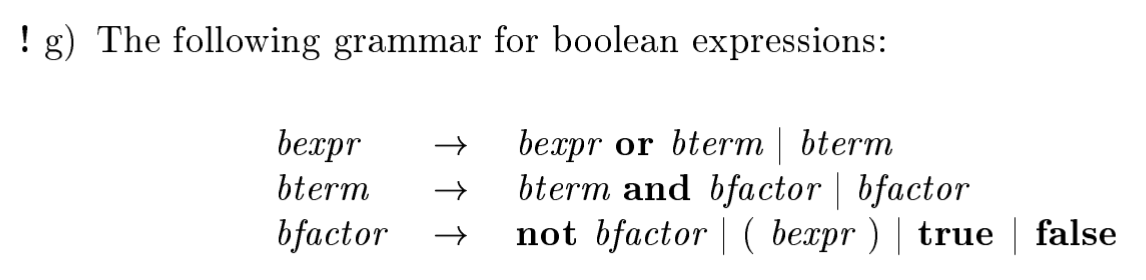 ! g) The following grammar for boolean expressions:
bexpr → bexpr or bterm | bterm
bterm → bterm and bfactor | bfactor
bfactor → not bfactor | ( bexpr ) | true | false